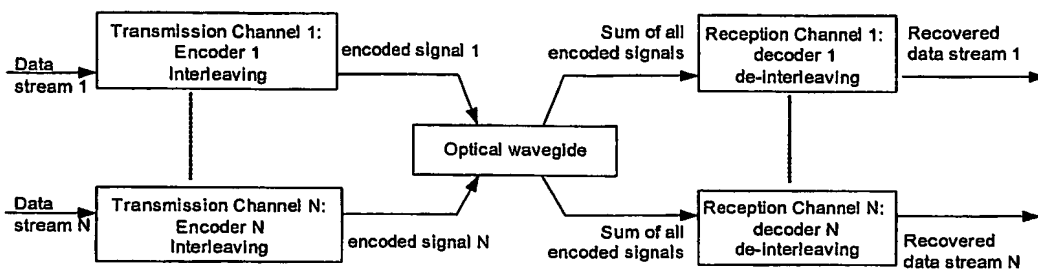 Data
stream 1
Transmission Channel 1:
Encoder 1
Interleaving
encoded signal 1
Sum of all
encoded signals
Reception Channel 1:
decoder 1
de-interleaving
Recovered
data stream 1
Optical wavegide
Data
stream N
Transmission Channel N:
Encoder N
Interleaving
encoded signal N
Sum of all
encoded signals
Reception Channel N:
decoder N
de-interleaving
Recovered
data stream N